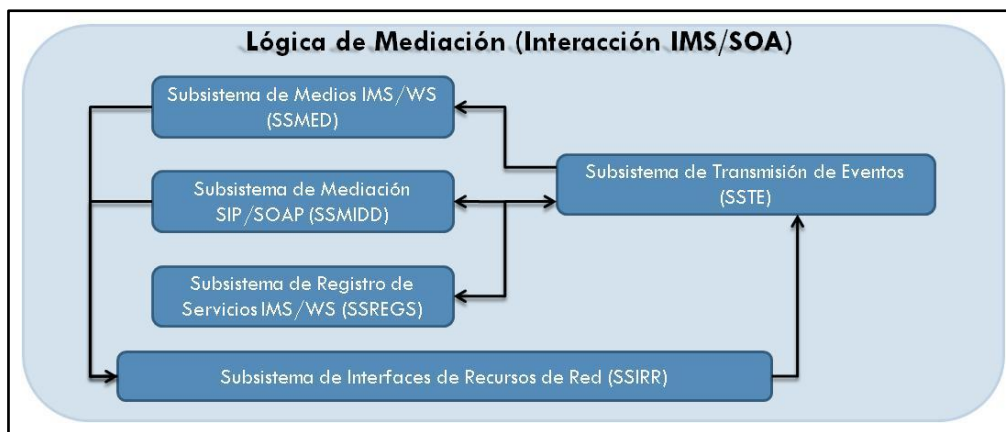 Lógica de Mediación (Interacción IMS/SOA)
Subsistema de Medios IMS/WS
(SSMED)
Subsistema de Transmisión de Eventos
(SSTE)
Subsistema de Mediación
SIP/SOAP (SSMIDD)
Subsistema de Registro de
Servicios IMS/WS (SSREGS)
Subsistema de Interfaces de Recursos de Red (SSIRR)